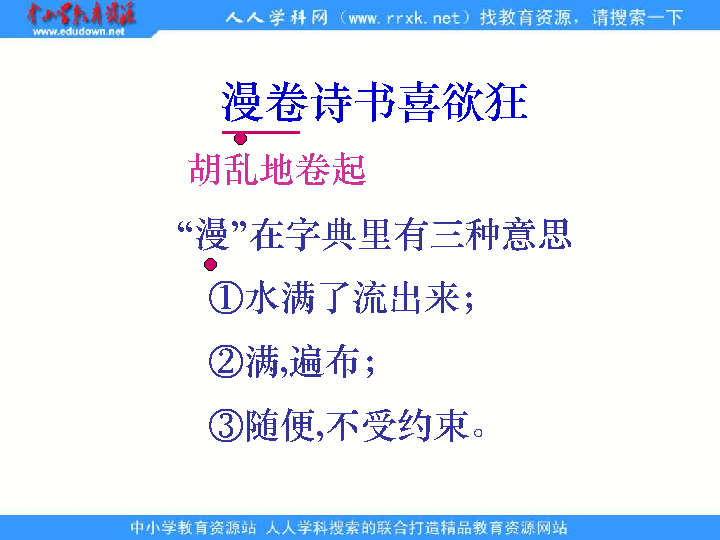 中小学教育资源
www.edudown.net
人人学科网（www.rrxk.net）找教育资源，请搜索一下
漫卷诗书喜欲狂
胡乱地卷起
“漫”在字典里有三种意思
①水满了流出来；
②满,遍布；
③随便,不受约束。
中小学教育资源站 人人学科搜索的联合打造精品教育资源网站